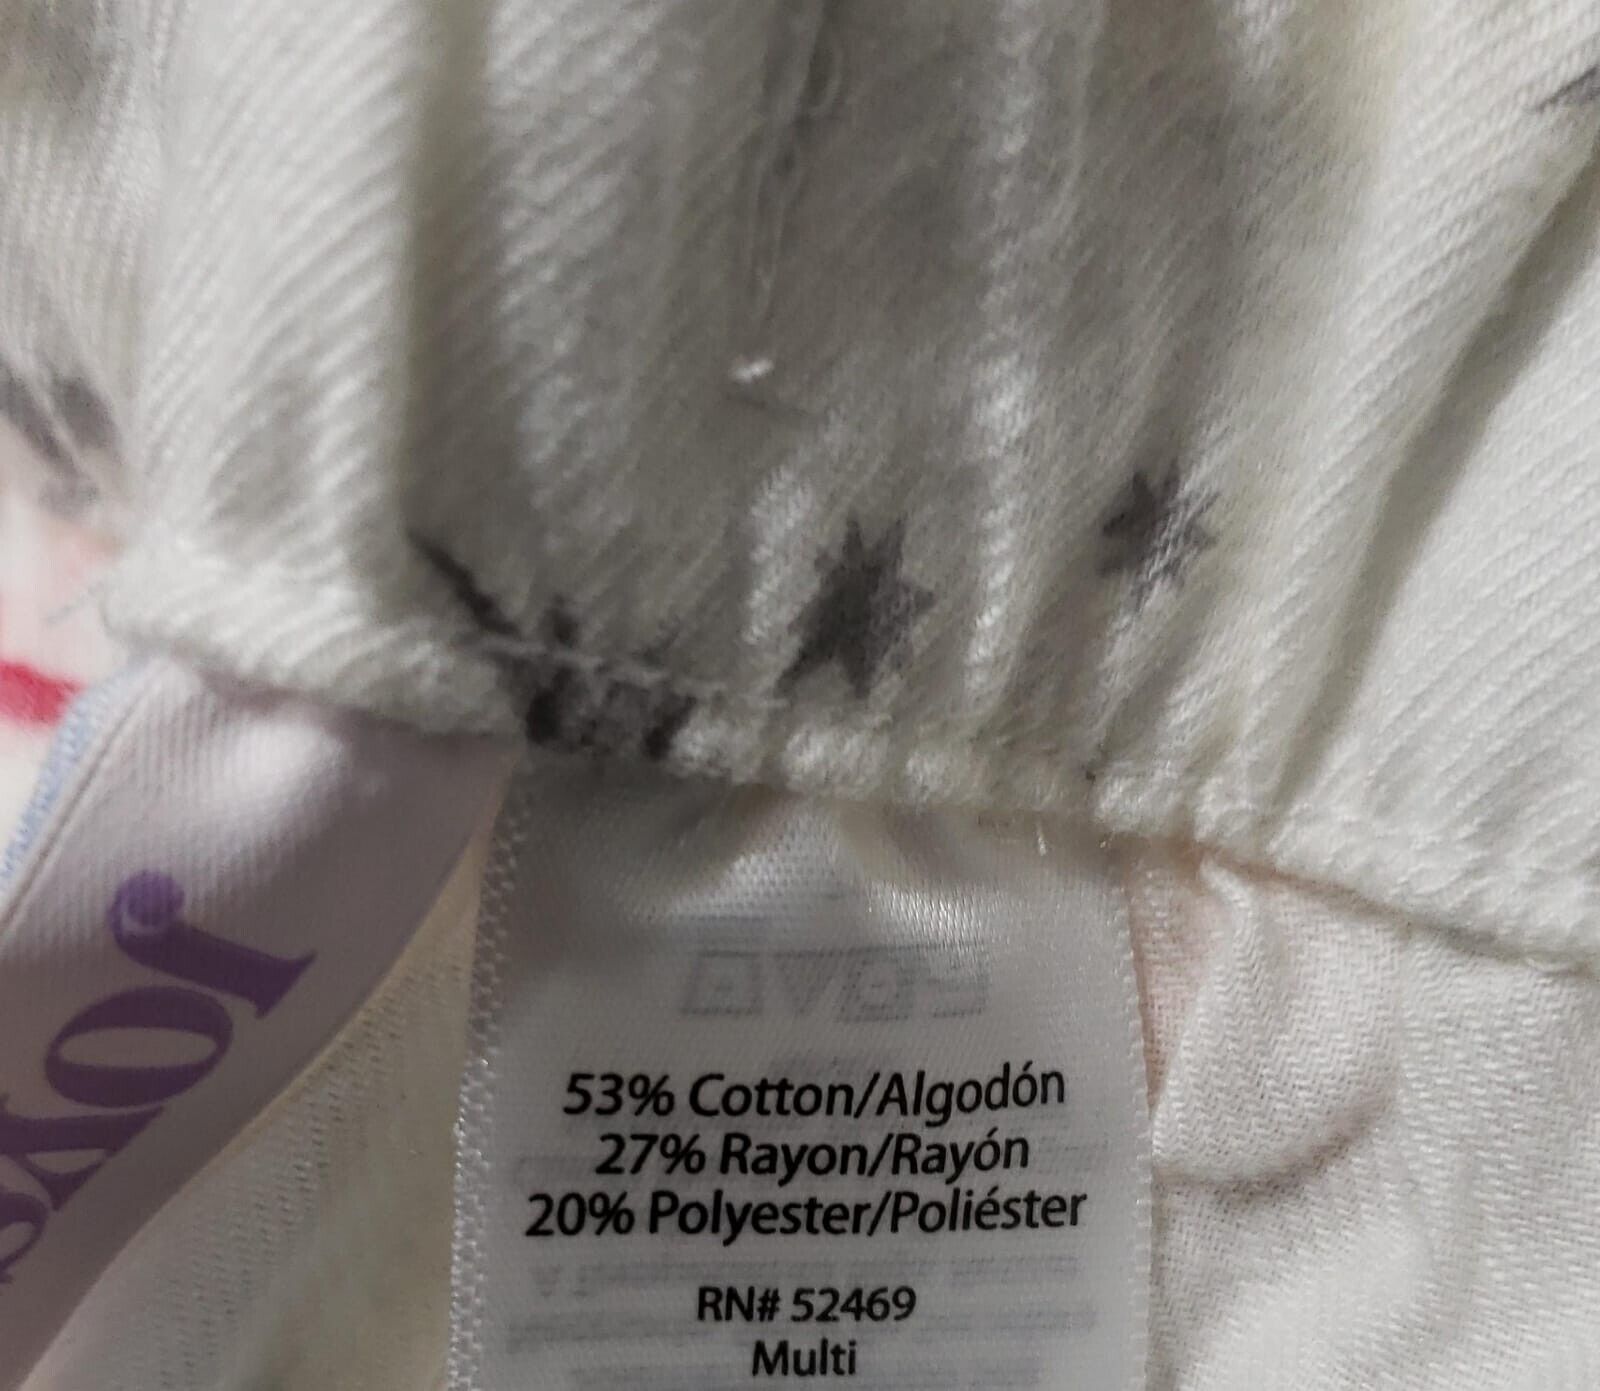 53% Cotton/Algodón
27% Rayon/Rayón
20% Polyester/Poliéster
RN# 52469
Multi